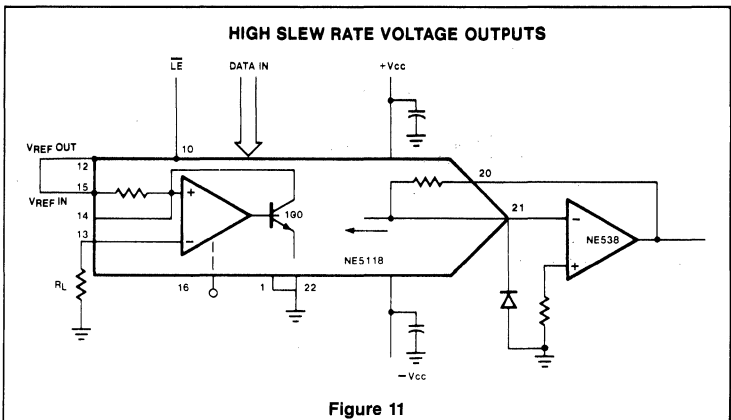 HIGH SLEW RATE VOLTAGE OUTPUTS
LE
DATA IN
+Vcc
VREF OUT
10
12
15
VREF IN
14
13
RL
16
1
22
1Q0
NE5118
20
21
NE538
−Vcc
Figure 11